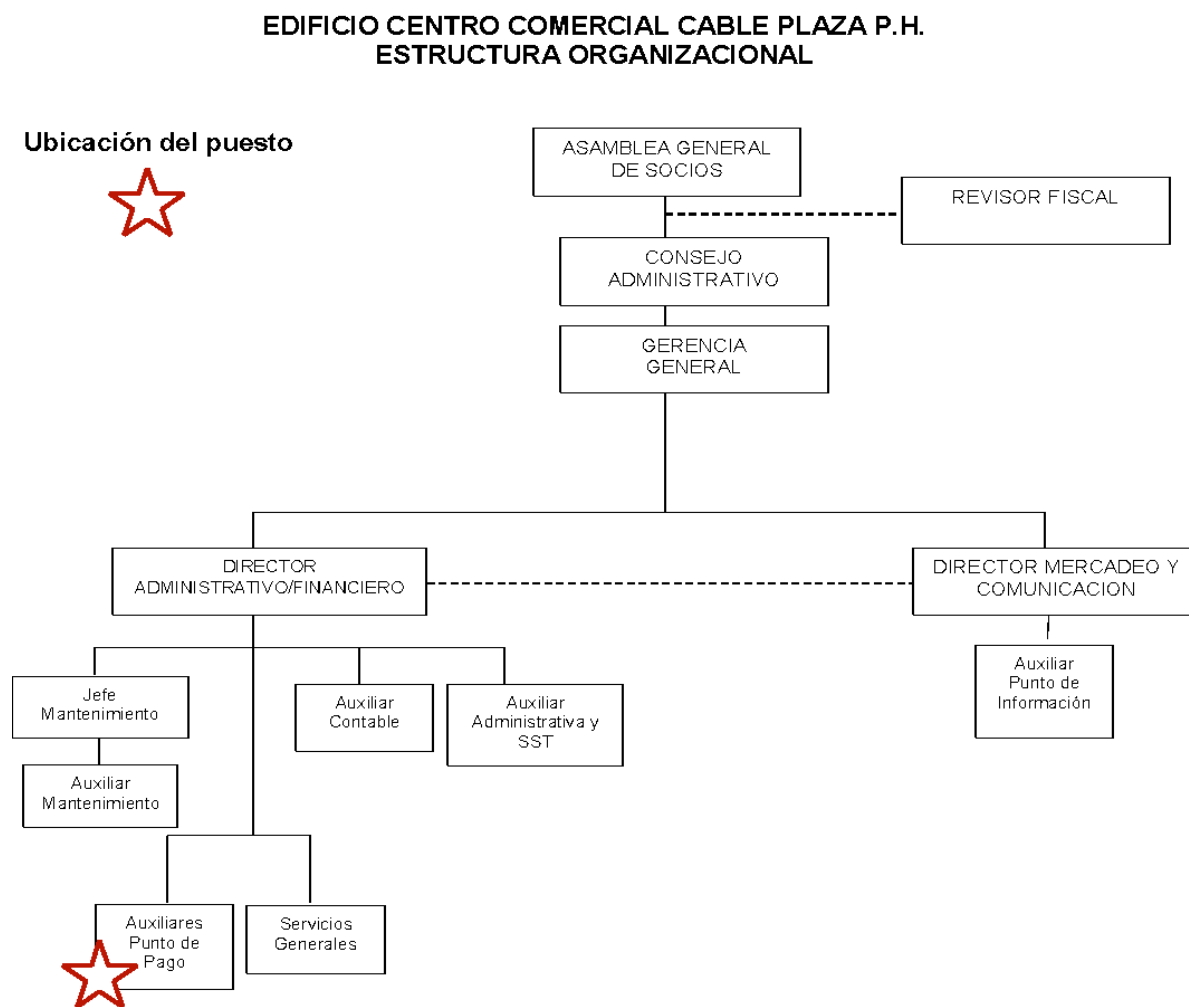 EDIFICIO CENTRO COMERCIAL CABLE PLAZA P.H.
ESTRUCTURA ORGANIZACIONAL
Ubicación del puesto
ASAMBLEA GENERAL
DE SOCIOS
REVISOR FISCAL
CONSEJO
ADMINISTRATIVO
GERENCIA
GENERAL
DIRECTOR
ADMINISTRATIVO/FINANCIERO
DIRECTOR MERCADEO Y
COMUNICACION
Jefe
Mantenimiento
Auxiliar
Contable
Auxiliar
Administrativa y
SST
Auxiliar
Punto de
Información
Auxiliar
Mantenimiento
Auxiliares
Punto de
Pago
Servicios
Generales